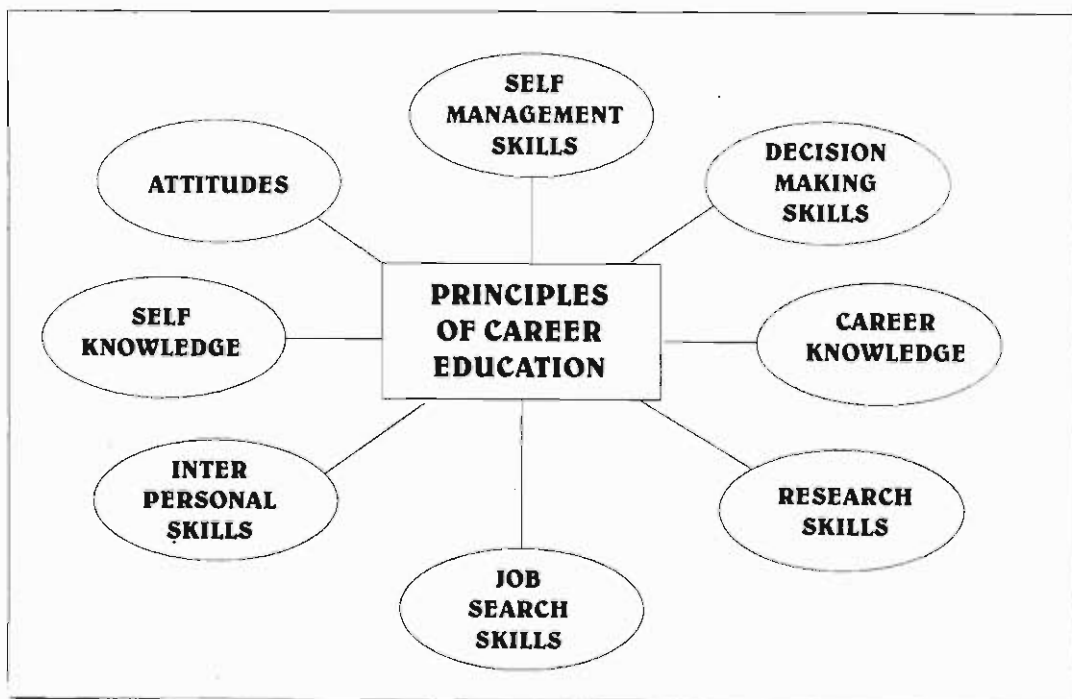 SELF
MANAGEMENT
SKILLS
DECISION
MAKING
SKILLS
ATTITUDES
PRINCIPLES
OF CAREER
EDUCATION
SELF
KNOWLEDGE
CAREER
KNOWLEDGE
INTER
PERSONAL
SKILLS
RESEARCH
SKILLS
JOB
SEARCH
SKILLS